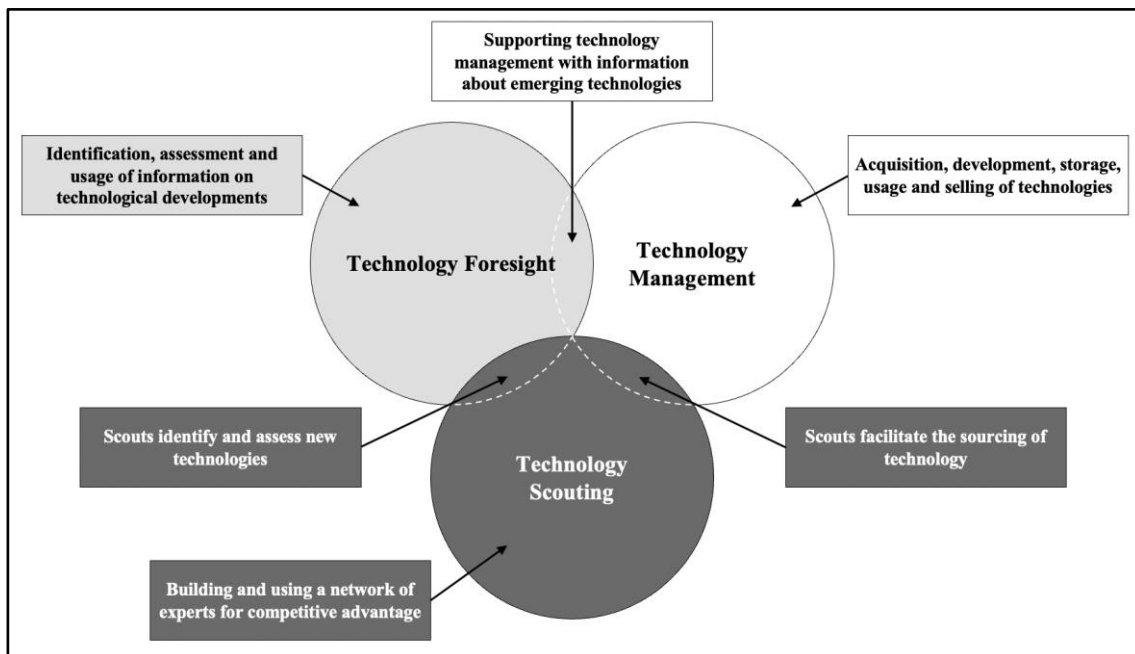 Supporting technology
management with information
about emerging technologies
Identification, assessment and
usage of information on
technological developments
Acquisition, development, storage,
usage and selling of technologies
Technology Foresight
Technology
Management
Scouts identify and assess new
technologies
Scouts facilitate the sourcing of
technology
Technology
Scouting
Building and using a network of
experts for competitive advantage